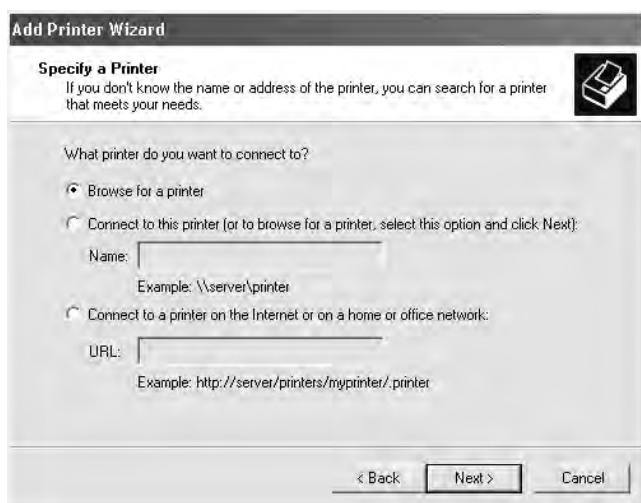 Add Printer Wizard
Specify a Printer
If you don't know the name or address of the printer, you can search for a printer
that meets your needs.
What printer do you want to connect to?
Browse for a printer
Connect to this printer (or to browse for a printer, select this option and click Next):
Name:
Example: \\server\printer
Connect to a printer on the Internet or on a home or office network:
URL:
Example: http://server/printers/myprinter/.printer
< Back Next > Cancel